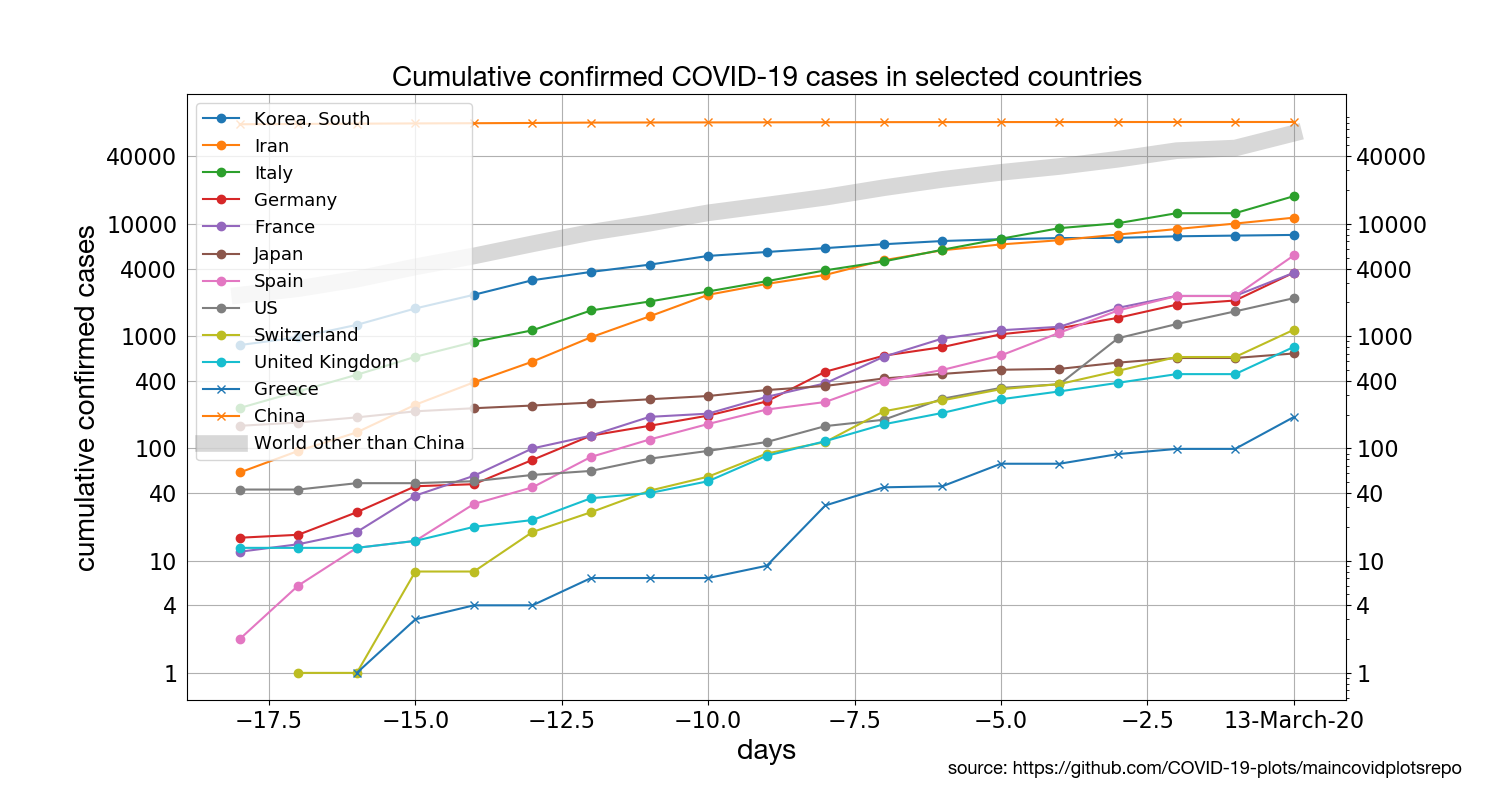 Cumulative confirmed COVID-19 cases in selected countries
Korea, South
Iran
Italy
Germany
France
Japan
Spain
US
Switzerland
United Kingdom
Greece
China
World other than China
cumulative confirmed cases
40000
10000
4000
1000
400
100
40
10
4
1
40000
10000
4000
1000
400
100
40
10
4
1
−17.5 −15.0 −12.5 −10.0 −7.5 −5.0 −2.5 13-March-20
days
source: https://github.com/COVID-19-plots/maincovidplotsrepo